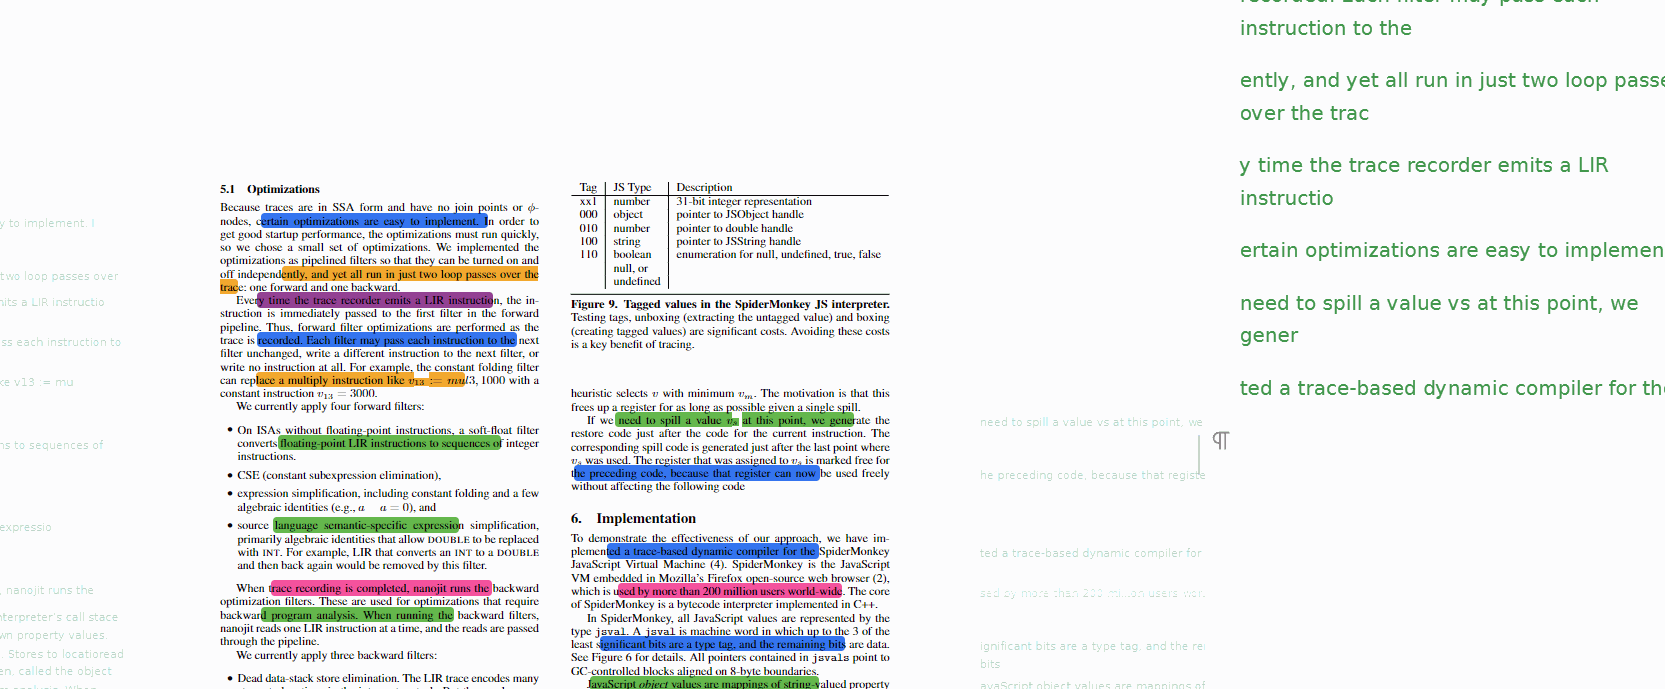 y to implement. I
two loop passes over
nits a LIR instructio
ss each instruction to
ke v13 := mu
ns to sequences of
expressio
, nanojit runs the
nterpreter's call stace
wn property values.
. Stores to locatioread
en, called the object
5.1 Optimizations
Because traces are in SSA form and have no join points or ϕ-
nodes, certain optimizations are easy to implement. In order to
get good startup performance, the optimizations must run quickly,
so we chose a small set of optimizations. We implemented the
optimizations as pipelined filters so that they can be turned on and
off independently, and yet all run in just two loop passes over the
trace: one forward and one backward.
Every time the trace recorder emits a LIR instruction, the in-
struction is immediately passed to the first filter in the forward
pipeline. Thus, forward filter optimizations are performed as the
trace is recorded. Each filter may pass each instruction to the next
filter unchanged, write a different instruction to the next filter, or
write no instruction at all. For example, the constant folding filter
can replace a multiply instruction like v13 := mul3, 1000 with a
constant instruction v13 = 3000.
We currently apply four forward filters:
• On ISAs without floating-point instructions, a soft-float filter
converts floating-point LIR instructions to sequences of integer
instructions.
• CSE (constant subexpression elimination),
• expression simplification, including constant folding and a few
algebraic identities (e.g., a a = 0), and
• source language semantic-specific expression simplification,
primarily algebraic identities that allow DOUBLE to be replaced
with INT. For example, LIR that converts an INT to a DOUBLE
and then back again would be removed by this filter.
When trace recording is completed, nanojit runs the backward
optimization filters. These are used for optimizations that require
backward program analysis. When running the backward filters,
nanojit reads one LIR instruction at a time, and the reads are passed
through the pipeline.
We currently apply three backward filters:
• Dead data-stack store elimination. The LIR trace encodes many
Tag JS Type Description
xx1 number 31-bit integer representation
000 object pointer to JSObject handle
010 number pointer to double handle
100 string pointer to JSString handle
110 boolean enumeration for null, undefined, true, false
null, or
undefined
Figure 9. Tagged values in the SpiderMonkey JS interpreter.
Testing tags, unboxing (extracting the untagged value) and boxing
(creating tagged values) are significant costs. Avoiding these costs
is a key benefit of tracing.
heuristic selects v with minimum vm. The motivation is that this
frees up a register for as long as possible given a single spill.
If we need to spill a value vs at this point, we generate the
restore code just after the code for the current instruction. The
corresponding spill code is generated just after the last point where
vs was used. The register that was assigned to vs is marked free for
the preceding code, because that register can now be used freely
without affecting the following code
6. Implementation
To demonstrate the effectiveness of our approach, we have im-
plemented a trace-based dynamic compiler for the SpiderMonkey
JavaScript Virtual Machine (4). SpiderMonkey is the JavaScript
VM embedded in Mozilla's Firefox open-source web browser (2),
which is used by more than 200 million users world-wide. The core
of SpiderMonkey is a bytecode interpreter implemented in C++.
In SpiderMonkey, all JavaScript values are represented by the
type jsval. A jsval is machine word in which up to the 3 of the
least significant bits are a type tag, and the remaining bits are data.
See Figure 6 for details. All pointers contained in jsvals point to
GC-controlled blocks aligned on 8-byte boundaries.
JavaScript object values are mappings of string-valued property
need to spill a value vs at this point, we
he preceding code, because that registe
ted a trace-based dynamic compiler for
sed by more than 200 million users wor
ignificant bits are a type tag, and the re
bits
avaScript object values are mappings of
¶
recorded. Each filter may pass each
instruction to the
ently, and yet all run in just two loop passe
over the trac
y time the trace recorder emits a LIR
instructio
ertain optimizations are easy to implemen
need to spill a value vs at this point, we
gener
ted a trace-based dynamic compiler for the